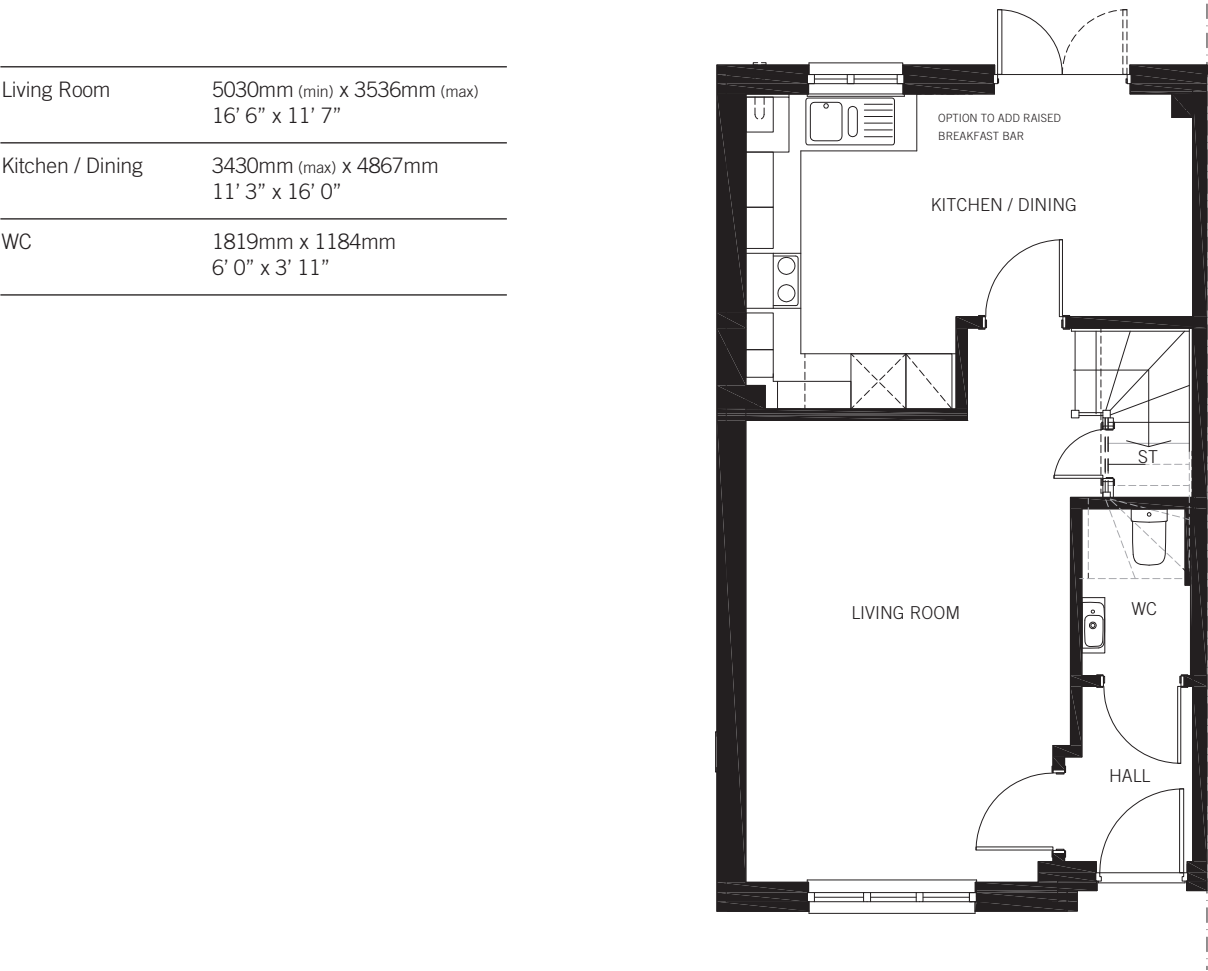 Living Room 5030mm (min) x 3536mm (max)
16’ 6” x 11’ 7”
Kitchen / Dining 3430mm (max) x 4867mm
11’ 3” x 16’ 0”
WC 1819mm x 1184mm
6’ 0” x 3’ 11”
OPTION TO ADD RAISED
BREAKFAST BAR
KITCHEN / DINING
ST
LIVING ROOM
WC
HALL